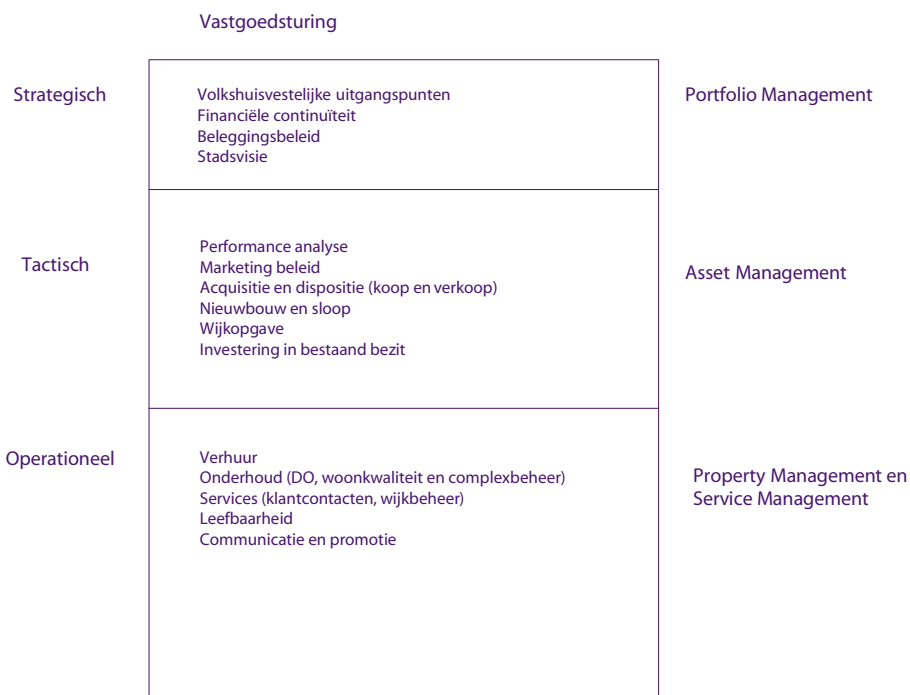 Vastgoedsturing
Strategisch
Volkshuisvestelijke uitgangspunten
Financiële continuïteit
Beleggingsbeleid
Stadsvisie
Portfolio Management
Tactisch
Performance analyse
Marketing beleid
Acquisitie en dispositie (koop en verkoop)
Nieuwbouw en sloop
Wijkopgave
Investering in bestaand bezit
Asset Management
Operationeel
Verhuur
Onderhoud (DO, woonkwaliteit en complexbeheer)
Services (klantcontacten, wijkbeheer)
Leefbaarheid
Communicatie en promotie
Property Management en
Service Management